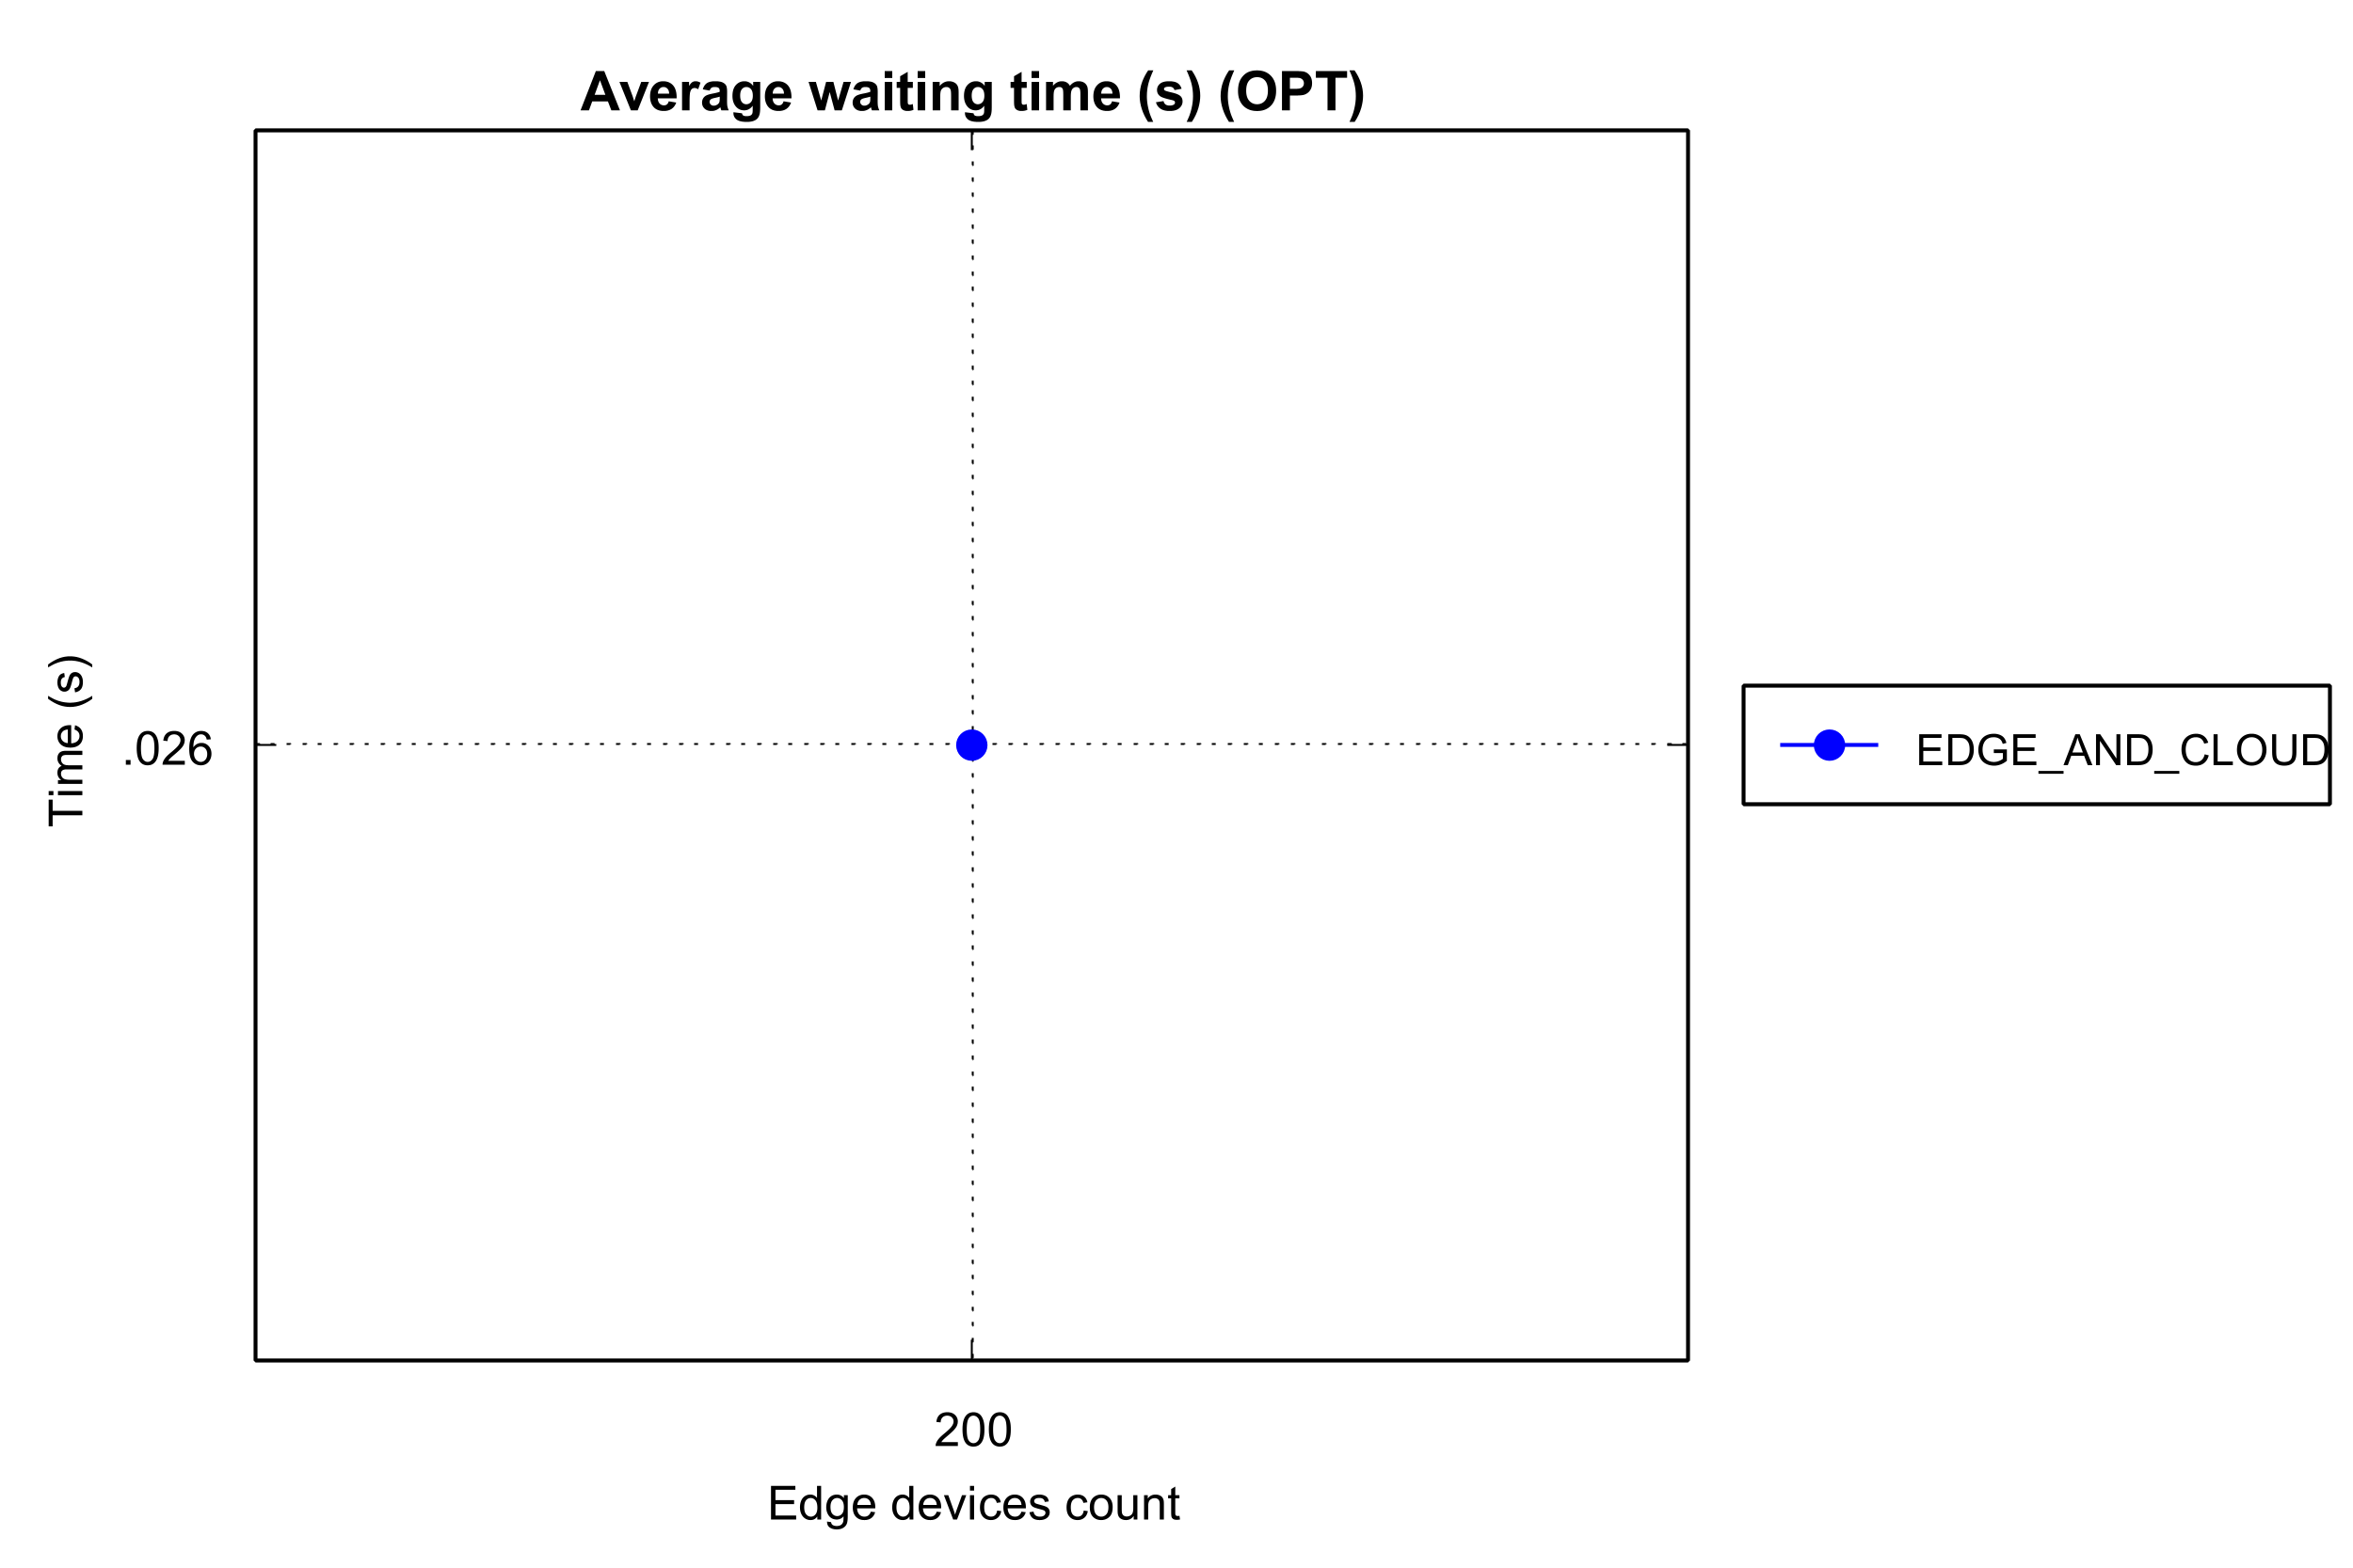 Average waiting time (s) (OPT)
Time (s)
.026
EDGE_AND_CLOUD
200
Edge devices count